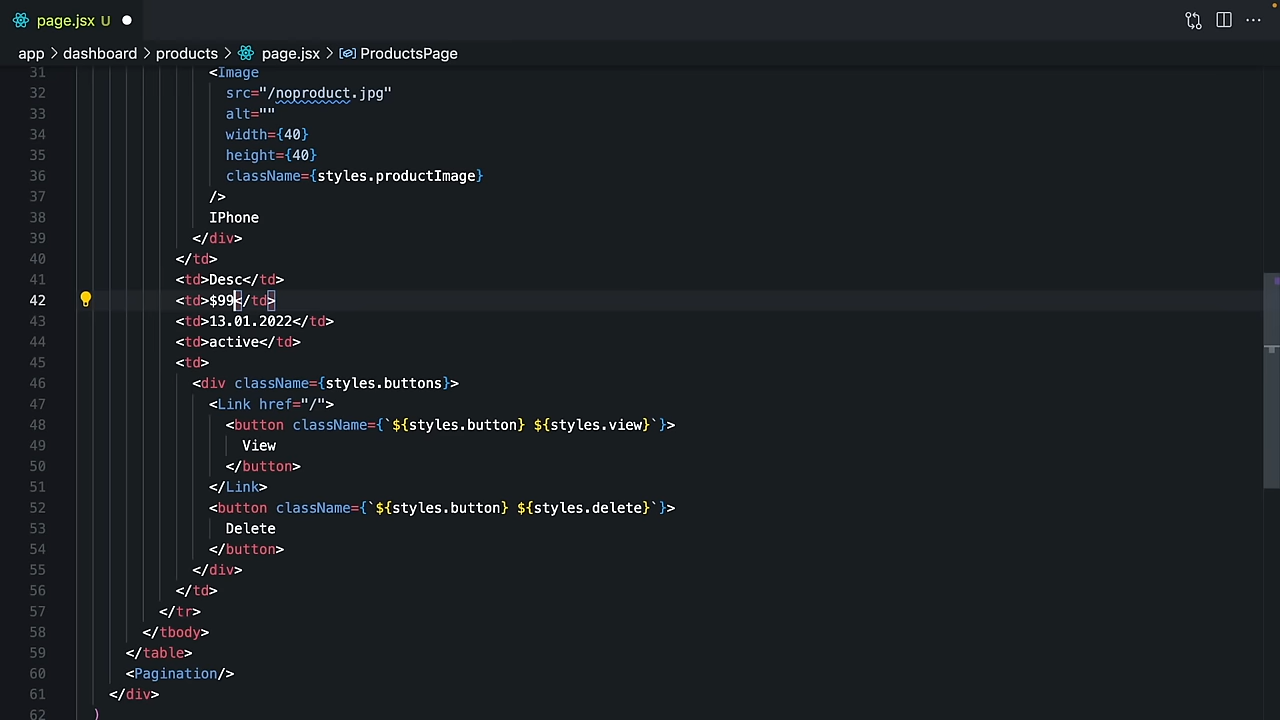 page.jsx U
app > dashboard > products > page.jsx > ProductsPage
31 <Image
32 src="/noproduct.jpg"
33 alt=""
34 width={40}
35 height={40}
36 className={styles.productImage}
37 />
38 IPhone
39 </div>
40 </td>
41 <td>Desc</td>
42 <td>$99</td>
43 <td>13.01.2022</td>
44 <td>active</td>
45 <td>
46 <div className={styles.buttons}>
47 <Link href="/">
48 <button className={`${styles.button} ${styles.view}`}>
49 View
50 </button>
51 </Link>
52 <button className={`${styles.button} ${styles.delete}`}>
53 Delete
54 </button>
55 </div>
56 </td>
57 </tr>
58 </tbody>
59 </table>
60 <Pagination/>
61 </div>
62 )